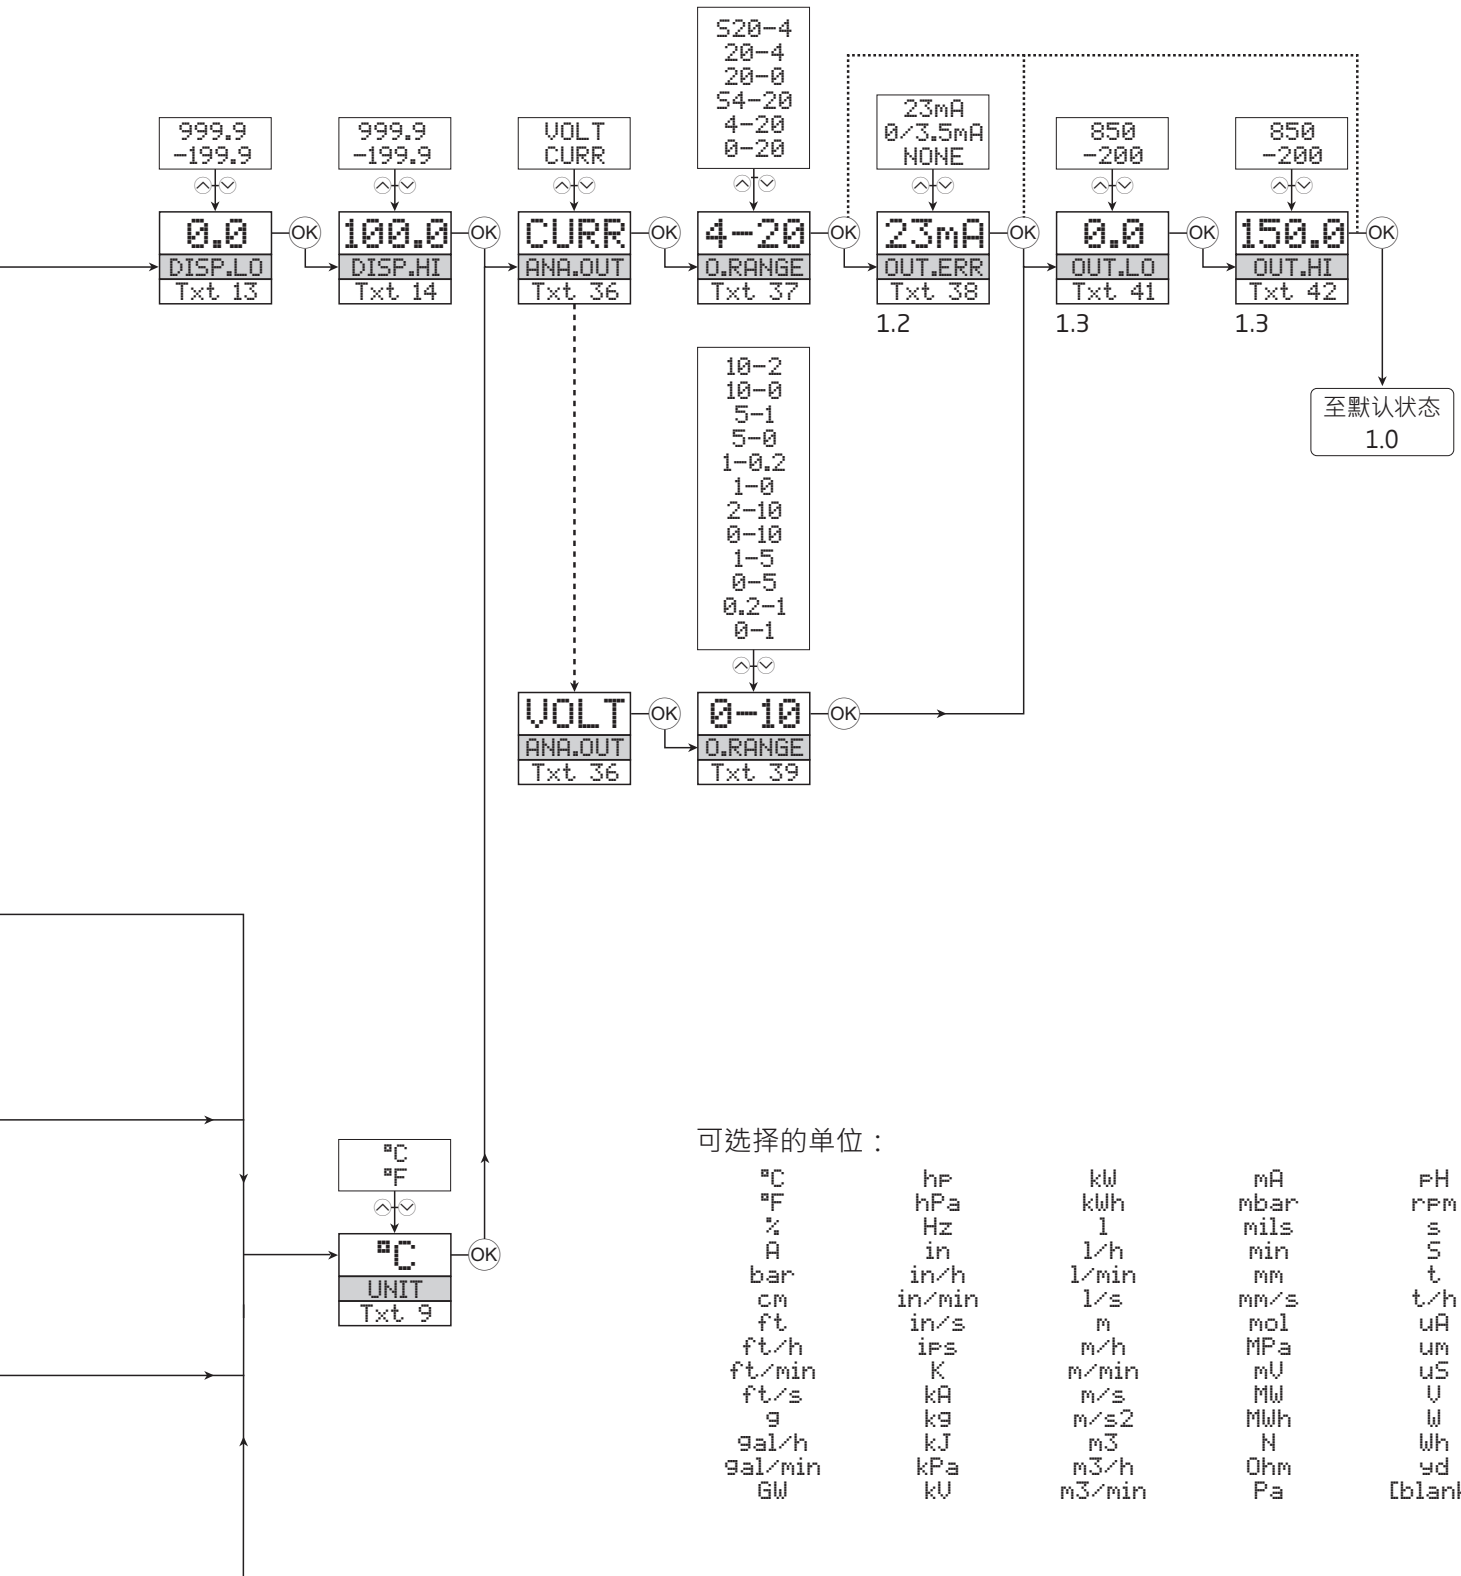 S20-4
20-4
20-0
S4-20
4-20
0-20
999.9
-199.9
999.9
-199.9
VOLT
CURR
23mA
0/3.5mA
NONE
850
-200
850
-200
0.0
DISP.LO
Txt 13
OK
100.0
DISP.HI
Txt 14
OK
CURR
ANA.OUT
Txt 36
OK
4-20
O.RANGE
Txt 37
OK
23mA
OUT.ERR
Txt 38
1.2
OK
0.0
OUT.LO
Txt 41
1.3
OK
150.0
OUT.HI
Txt 42
1.3
OK
至默认状态
1.0
10-2
10-0
5-1
5-0
1-0.2
1-0
2-10
0-10
1-5
0-5
0.2-1
0-1
VOLT
ANA.OUT
Txt 36
OK
0-10
O.RANGE
Txt 39
OK
°C
°F
°C
UNIT
Txt 9
OK
可选择的单位：
°C hp kW mA pH
°F hPa kWh mbar rpm
% Hz l mils s
A in l/h min S
bar in/h l/min mm t
cm in/min l/s mm/s t/h
ft in/s m mol uA
ft/h ips m/h MPa um
ft/min K m/min mV uS
ft/s kA m/s MW V
g kg m/s2 MWh W
gal/h kJ m3 N Wh
gal/min kPa m3/h Ohm yd
GW kV m3/min Pa